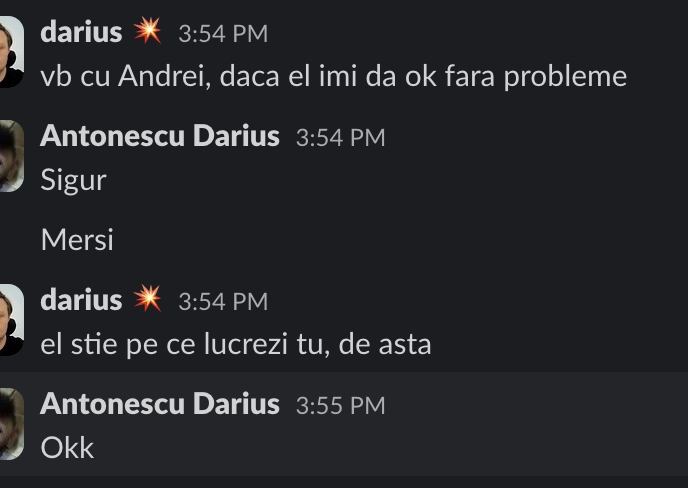 darius 💥 3:54 PM
vb cu Andrei, daca el imi da ok fara probleme
Antonescu Darius 3:54 PM
Sigur
Mersi
darius 💥 3:54 PM
el stie pe ce lucrezi tu, de asta
Antonescu Darius 3:55 PM
Okk